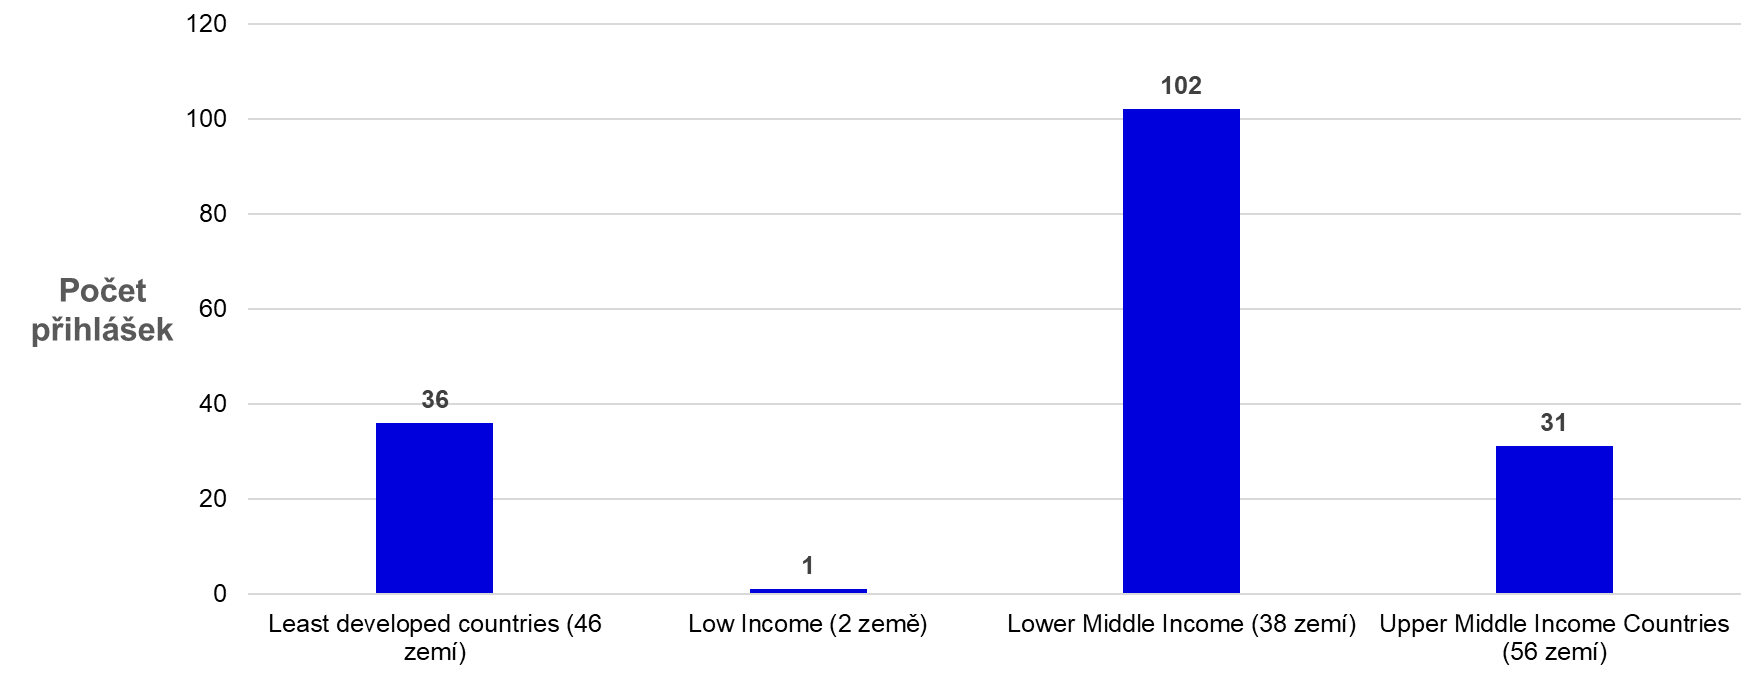 120
100
80
60
40
20
0
Počet
přihlášek
36
1
102
31
Least developed countries (46
zemí)
Low Income (2 země)
Lower Middle Income (38 zemí)
Upper Middle Income Countries
(56 zemí)